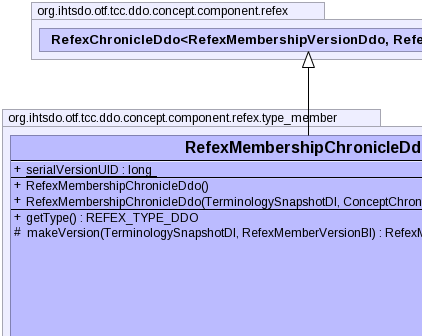 org.ihtsdo.otf.tcc.ddo.concept.component.refex
RefexChronicleDdo<RefexMembershipVersionDdo, Refe
org.ihtsdo.otf.tcc.ddo.concept.component.refex.type_member
RefexMembershipChronicleDd
+ serialVersionUID : long
+ RefexMembershipChronicleDdo()
+ RefexMembershipChronicleDdo(TerminologySnapshotDI, ConceptChron
+ getType() : REFEX_TYPE_DDO
# makeVersion(TerminologySnapshotDI, RefexMemberVersionBI) : RefexM